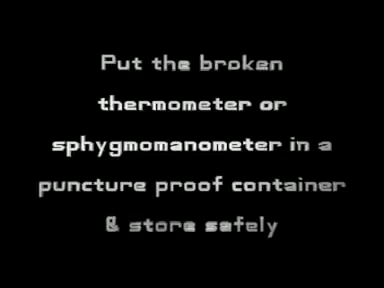 Put the broken
thermometer or
sphygmomanometer in a
puncture proof container
& store safely